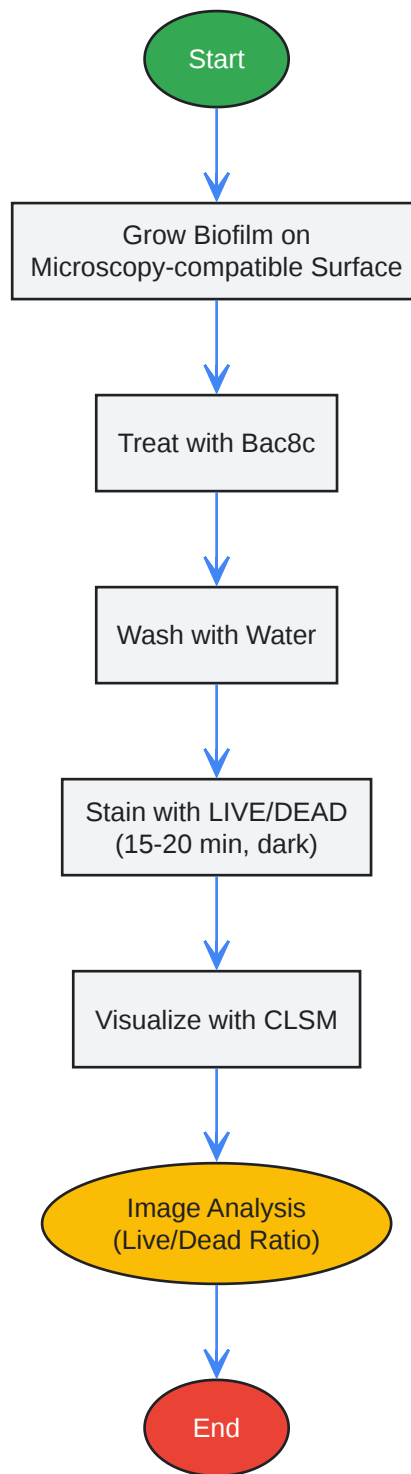 Start
Grow Biofilm on
Microscopy-compatible Surface
Treat with Bac8c
Wash with Water
Stain with LIVE/DEAD
(15-20 min, dark)
Visualize with CLSM
Image Analysis
(Live/Dead Ratio)
End